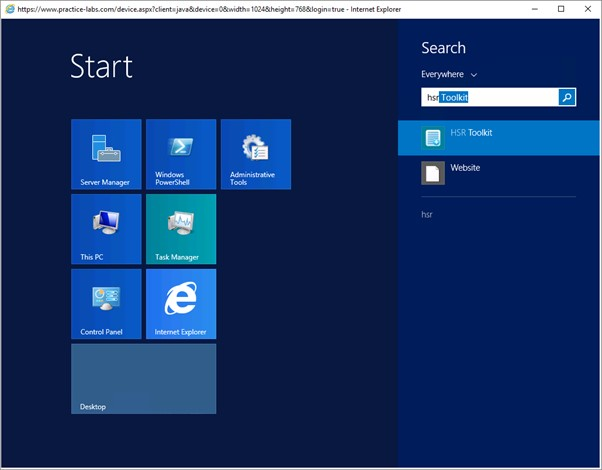 https://www.practice-labs.com/device.aspx?client=java&device=0&width=1024&height=768&login=true - Internet Explorer
Start
Server Manager
Windows
PowerShell
Administrative
Tools
This PC
Task Manager
Control Panel
Internet Explorer
Desktop
Search
Everywhere
hsr Toolkit
HSR Toolkit
Website
hsr